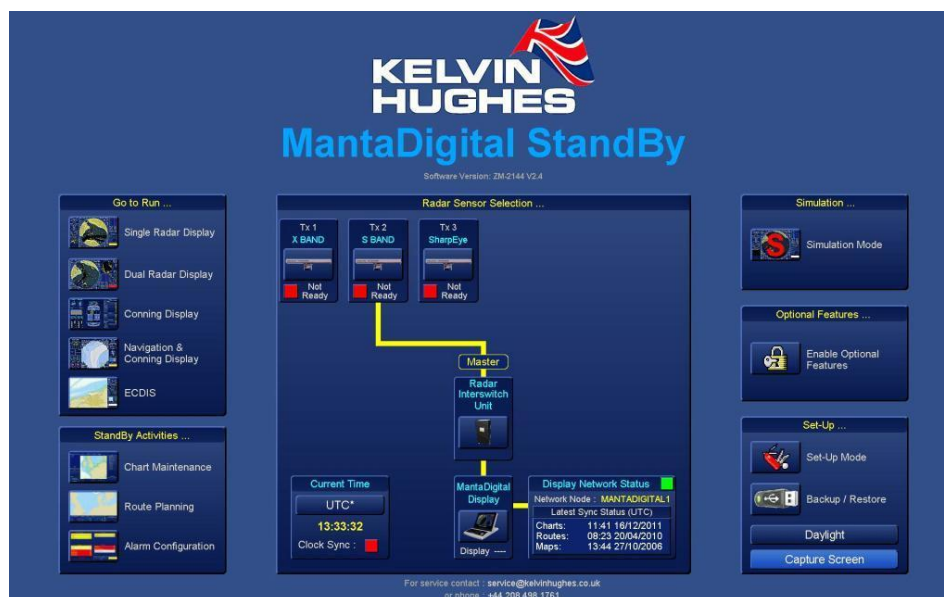 KELVIN
HUGHES
MantaDigital StandBy
Software Version: ZM-2144 V2.4
Go to Run ...
Single Radar Display
Dual Radar Display
Conning Display
Navigation &
Conning Display
ECDIS
StandBy Activities ...
Chart Maintenance
Route Planning
Alarm Configuration
Radar Sensor Selection ...
Tx 1
X BAND
Not
Ready
Tx 2
S BAND
Not
Ready
Tx 3
SharpEye
Not
Ready
Master
Radar
Interswitch
Unit
Current Time
UTC*
13:33:32
Clock Sync :
MantaDigital
Display
Display ----
Display Network Status
Network Node : MANTADIGITAL1
Latest Sync Status (UTC)
Charts: 11:41 16/12/2011
Routes: 08:23 20/04/2010
Maps: 13:44 27/10/2006
Simulation ...
S
Simulation Mode
Optional Features ...
Enable Optional
Features
Set-Up ...
Set-Up Mode
Backup / Restore
Daylight
Capture Screen
For service contact : service@kelvinhughes.co.uk
or phone : +44 208 498 1761